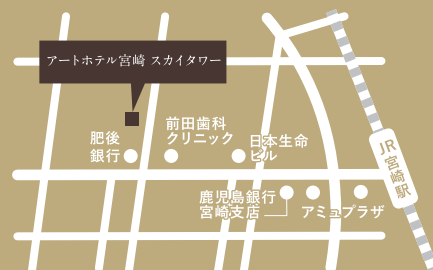 アートホテル宮崎 スカイタワー
肥後
銀行
前田歯科
クリニック
日本生命
ビル
JR宮崎駅
鹿児島銀行
宮崎支店
アミュプラザ